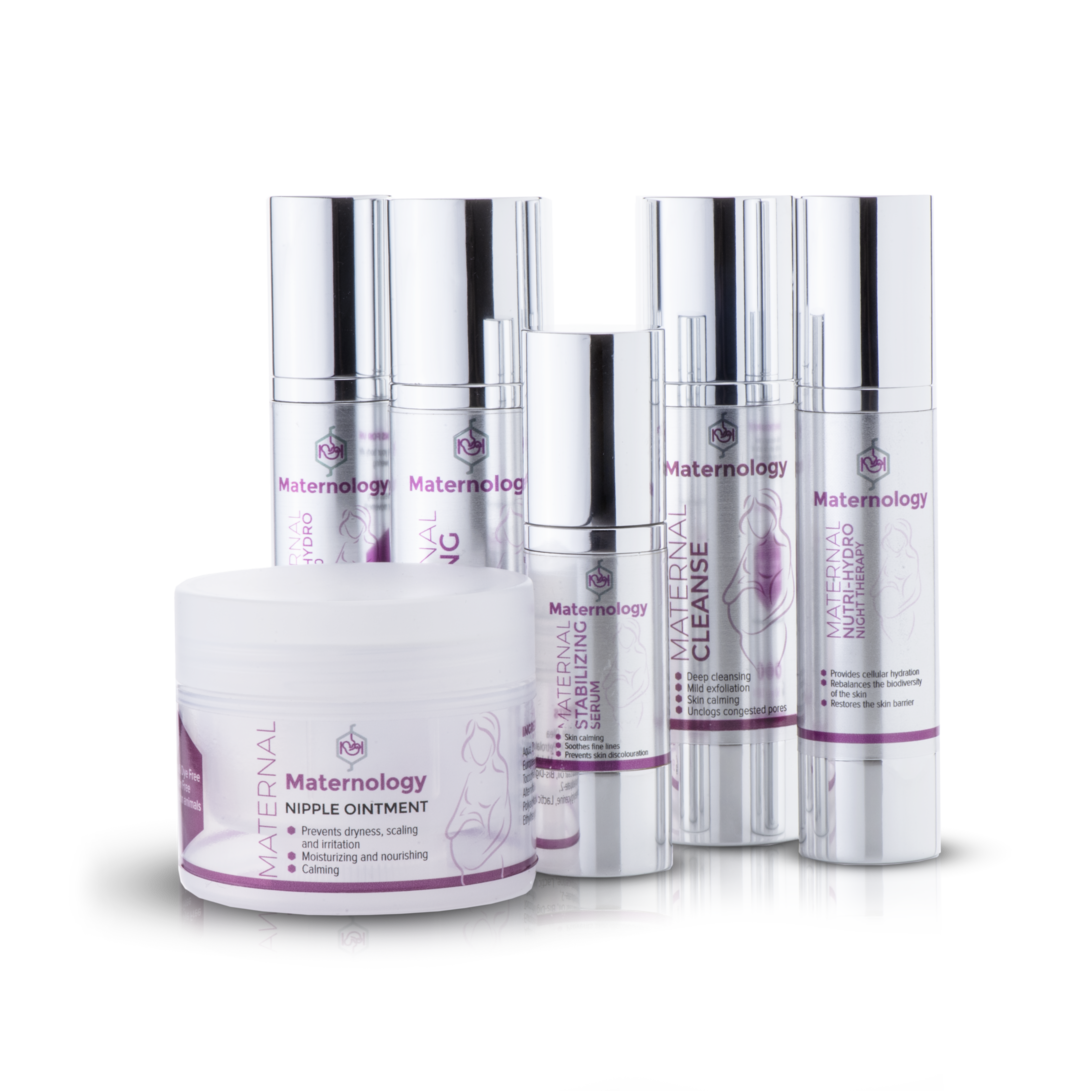 Maternology
HYDRO
Maternolog
NG
Maternology
MATERNAL
CLEANSE
Deep cleansing
Mild exfoliation
Skin calming
Unclogs congested pores
Maternology
MATERNAL
NUTRI-HYDRO
NIGHT THERAPY
Provides cellular hydration
Rebalances the biodiversity
of the skin
Restores the skin barrier
Maternology
MATERNAL
STABILIZING
SERUM
Skin calming
Soothes fine lines
Prevents skin discolouration
MATERNAL
Maternology
NIPPLE OINTMENT
Prevents dryness, scaling
and irritation
Moisturizing and nourishing
Calming